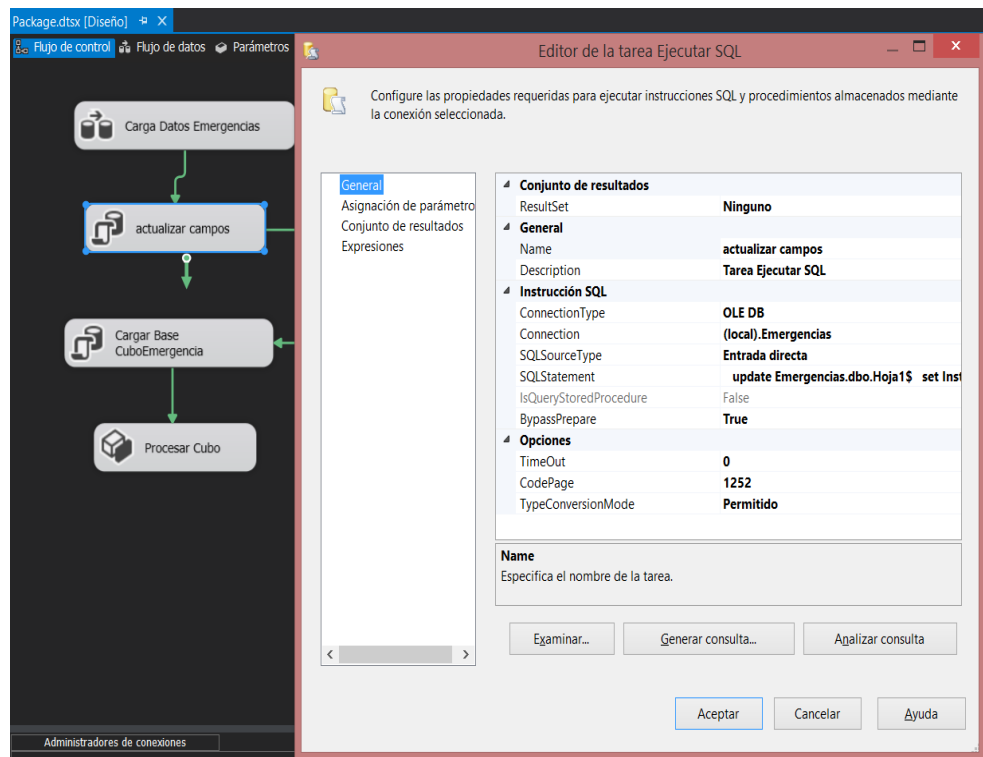 Package.dtsx [Diseño]
Flujo de control Flujo de datos Parámetros
Carga Datos Emergencias
actualizar campos
Cargar Base
CuboEmergencia
Procesar Cubo
Administradores de conexiones
Editor de la tarea Ejecutar SQL
Configure las propiedades requeridas para ejecutar instrucciones SQL y procedimientos almacenados mediante
la conexión seleccionada.
General
Asignación de parámetro
Conjunto de resultados
Expresiones
Conjunto de resultados
ResultSet Ninguno
General
Name actualizar campos
Description Tarea Ejecutar SQL
Instrucción SQL
ConnectionType OLE DB
Connection (local).Emergencias
SQLSourceType Entrada directa
SQLStatement update Emergencias.dbo.Hoja1$ set Inst
IsQueryStoredProcedure False
BypassPrepare True
Opciones
TimeOut 0
CodePage 1252
TypeConversionMode Permitido
Name
Especifica el nombre de la tarea.
Examinar... Generar consulta... Analizar consulta
Aceptar Cancelar Ayuda